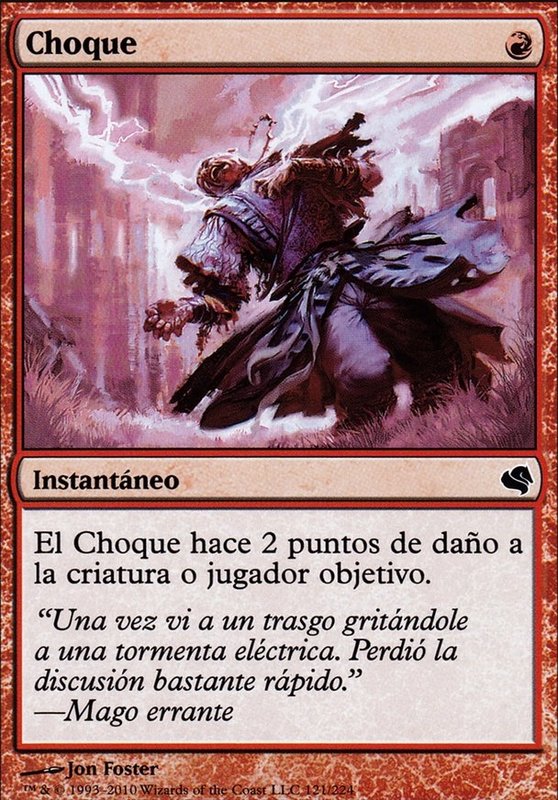 Choque
Instantáneo
El Choque hace 2 puntos de daño a
la criatura o jugador objetivo.
“Una vez vi a un trasgo gritándole
a una tormenta eléctrica. Perdió la
discusión bastante rápido.”
—Mago errante
Jon Foster
™ & © 1993–2010 Wizards of the Coast LLC 121/224